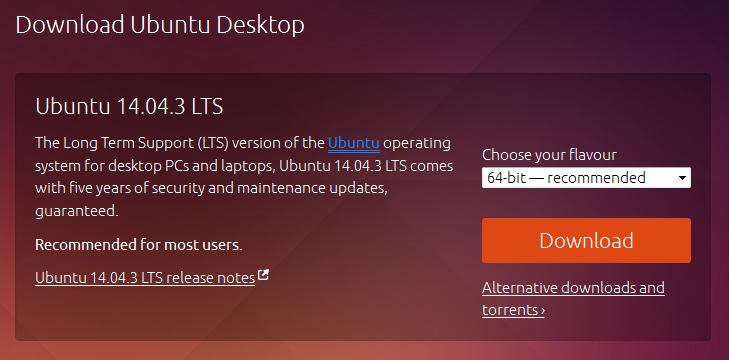 Download Ubuntu Desktop
Ubuntu 14.04.3 LTS
The Long Term Support (LTS) version of the Ubuntu operating
system for desktop PCs and laptops, Ubuntu 14.04.3 LTS comes
with five years of security and maintenance updates,
guaranteed.
Recommended for most users.
Ubuntu 14.04.3 LTS release notes
Choose your flavour
64-bit — recommended
Download
Alternative downloads and
torrents ›